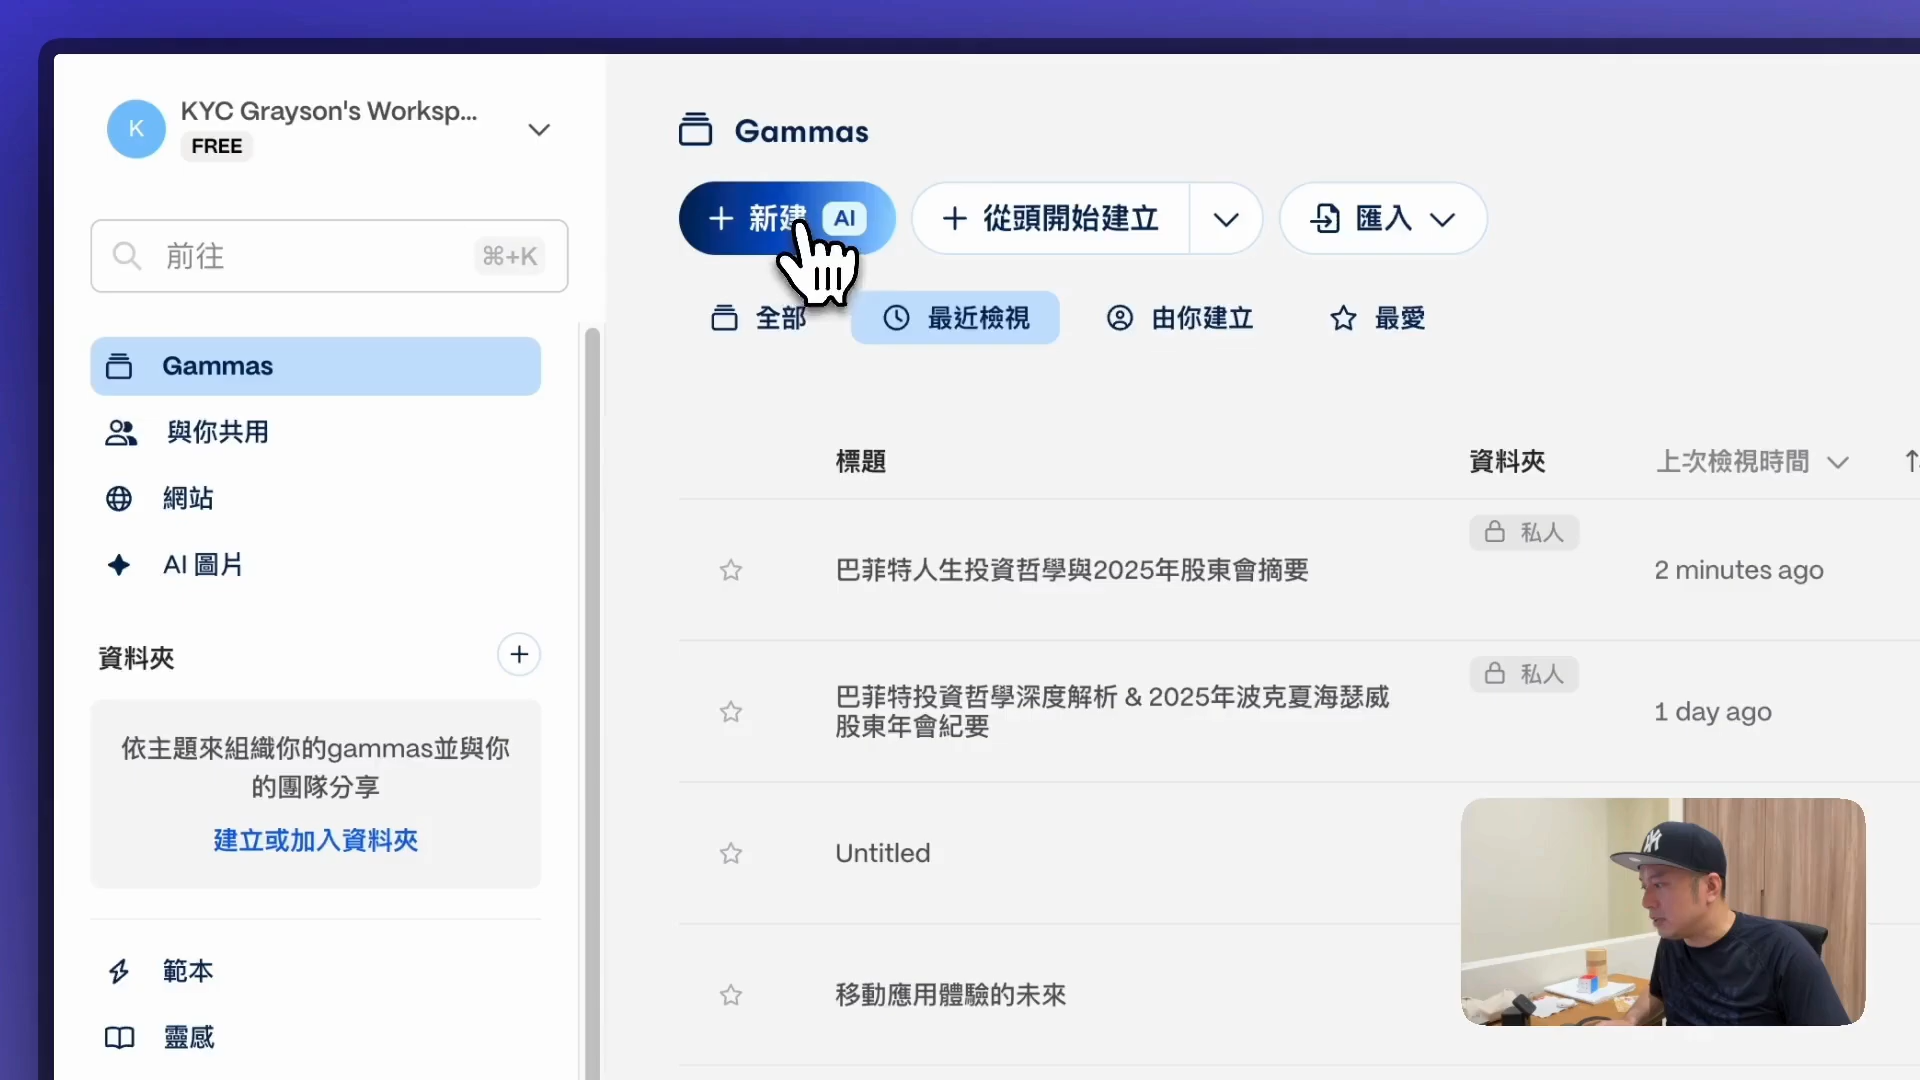 K
KYC Grayson's Worksp...
FREE
前往
⌘+K
Gammas
與你共用
網站
AI 圖片
資料夾
依主題來組織你的gammas並與你
的團隊分享
建立或加入資料夾
範本
靈感
Gammas
+ 新建 AI
+ 從頭開始建立
匯入
全部
最近檢視
由你建立
最愛
標題
資料夾
上次檢視時間
巴菲特人生投資哲學與2025年股東會摘要
私人
2 minutes ago
巴菲特投資哲學深度解析 & 2025年波克夏海瑟威
股東年會紀要
私人
1 day ago
Untitled
移動應用體驗的未來